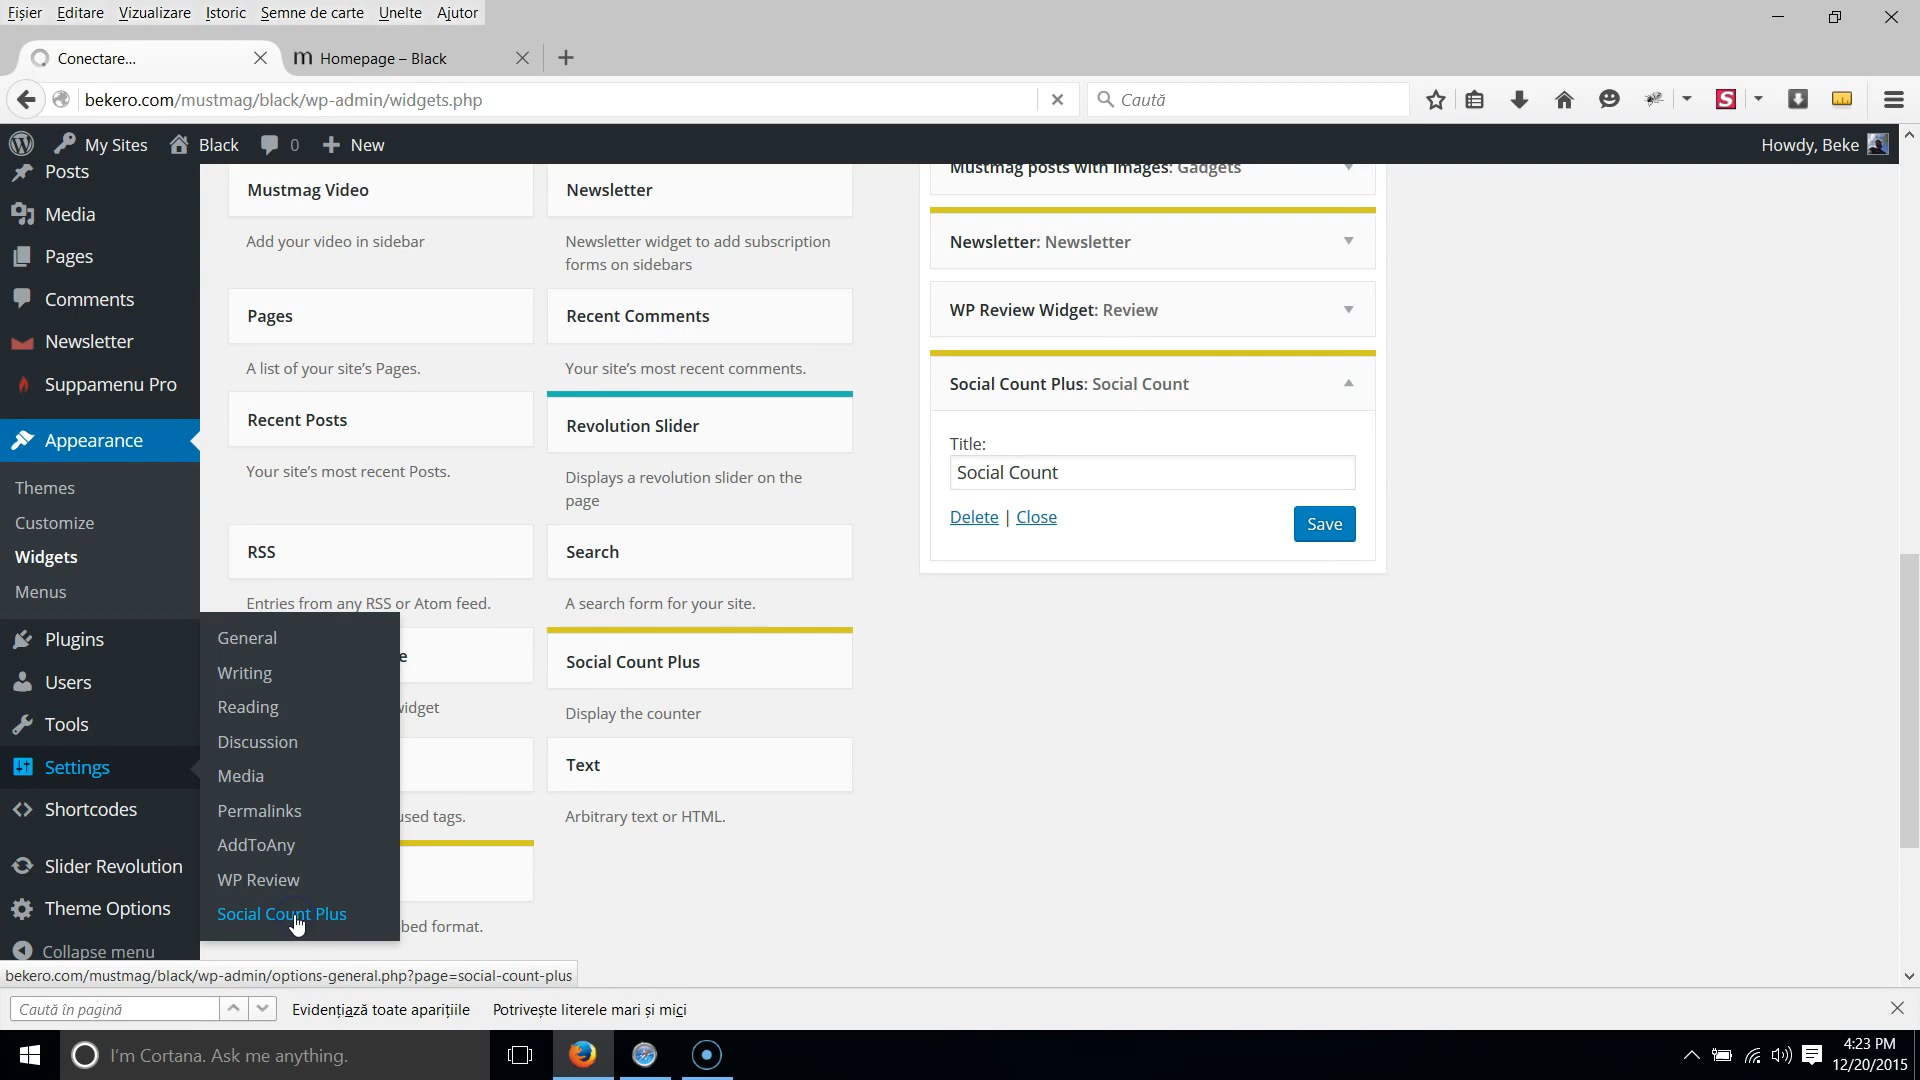 Fișier Editare Vizualizare Istoric Semne de carte Unelte Ajutor
Conectare...
m Homepage – Black
bekero.com/mustmag/black/wp-admin/widgets.php
Caută
My Sites Black 0 New
Howdy, Beke
Posts
Media
Pages
Comments
Newsletter
Suppamenu Pro
Appearance
Themes
Customize
Widgets
Menus
Plugins
Users
Tools
Settings
Shortcodes
Slider Revolution
Theme Options
Collapse menu
General
Writing
Reading
Discussion
Media
Permalinks
AddToAny
WP Review
Social Count Plus
Mustmag Video
Add your video in sidebar
Newsletter
Newsletter widget to add subscription
forms on sidebars
Pages
A list of your site's Pages.
Recent Comments
Your site's most recent comments.
Recent Posts
Your site's most recent Posts.
Revolution Slider
Displays a revolution slider on the
page
RSS
Entries from any RSS or Atom feed.
Search
A search form for your site.
e
Social Count Plus
Display the counter
used tags.
Text
Arbitrary text or HTML.
bed format.
Mustmag posts with images: Gadgets
Newsletter: Newsletter
WP Review Widget: Review
Social Count Plus: Social Count
Title:
Social Count
Delete | Close
Save
bekero.com/mustmag/black/wp-admin/options-general.php?page=social-count-plus
Caută în pagină
Evidențiază toate aparițiile
Potrivește literele mari și mici
I'm Cortana. Ask me anything.
4:23 PM
12/20/2015